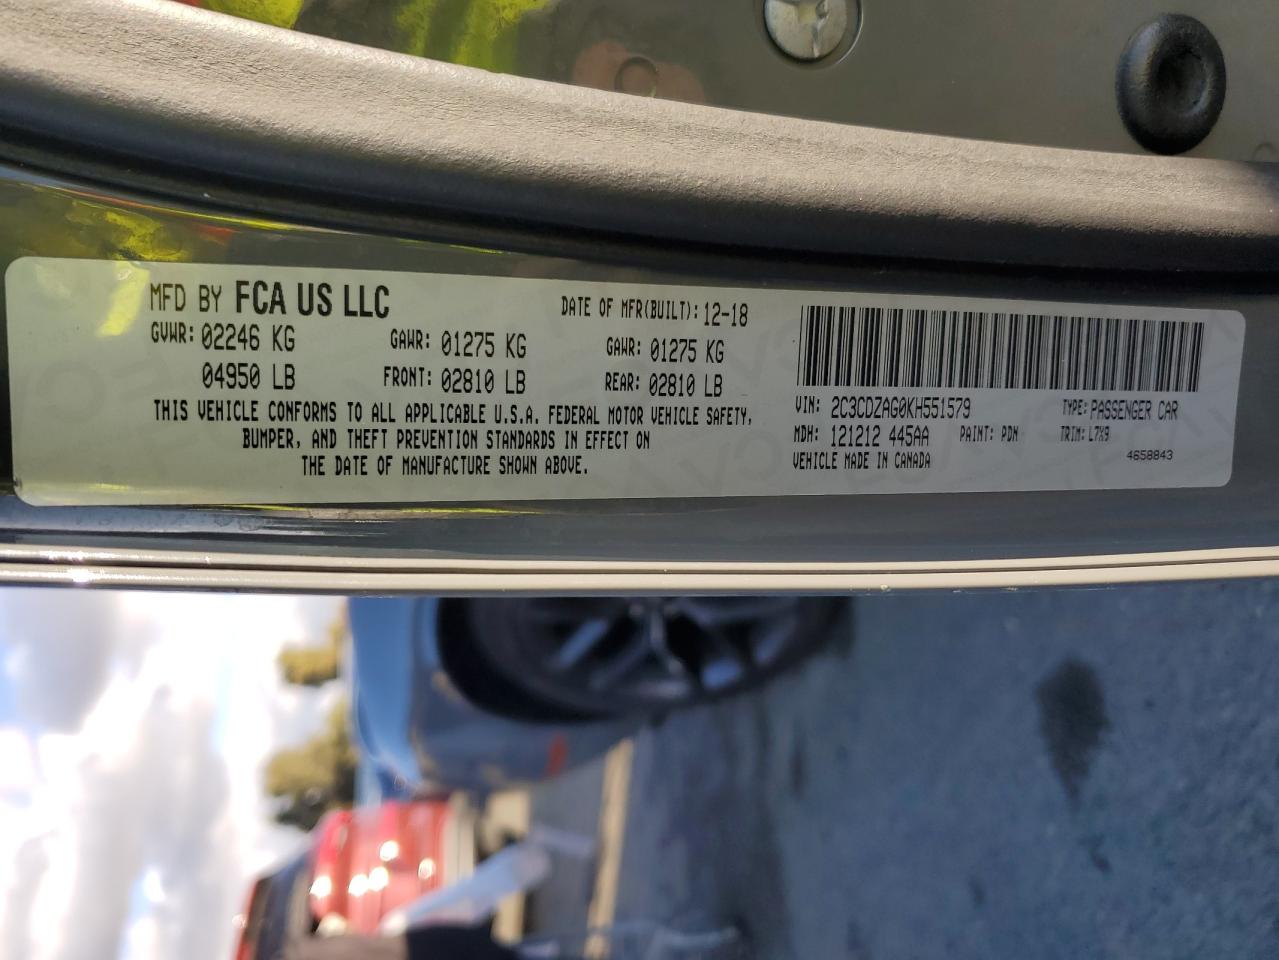 MFD BY FCA US LLC
DATE OF MFR(BUILT): 12-18
GVWR: 02246 KG
04950 LB
GAWR: 01275 KG
FRONT: 02810 LB
GAWR: 01275 KG
REAR: 02810 LB
THIS VEHICLE CONFORMS TO ALL APPLICABLE U.S.A. FEDERAL MOTOR VEHICLE SAFETY,
BUMPER, AND THEFT PREVENTION STANDARDS IN EFFECT ON
THE DATE OF MANUFACTURE SHOWN ABOVE.
VIN: 2C3CDZAG0KH551579 TYPE: PASSENGER CAR
MDH: 121212 445AA PAINT: PDN TRIM: L7X9
VEHICLE MADE IN CANADA
4658843